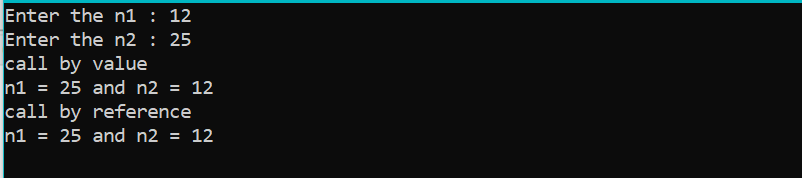 Enter the n1 : 12
Enter the n2 : 25
call by value
n1 = 25 and n2 = 12
call by reference
n1 = 25 and n2 = 12